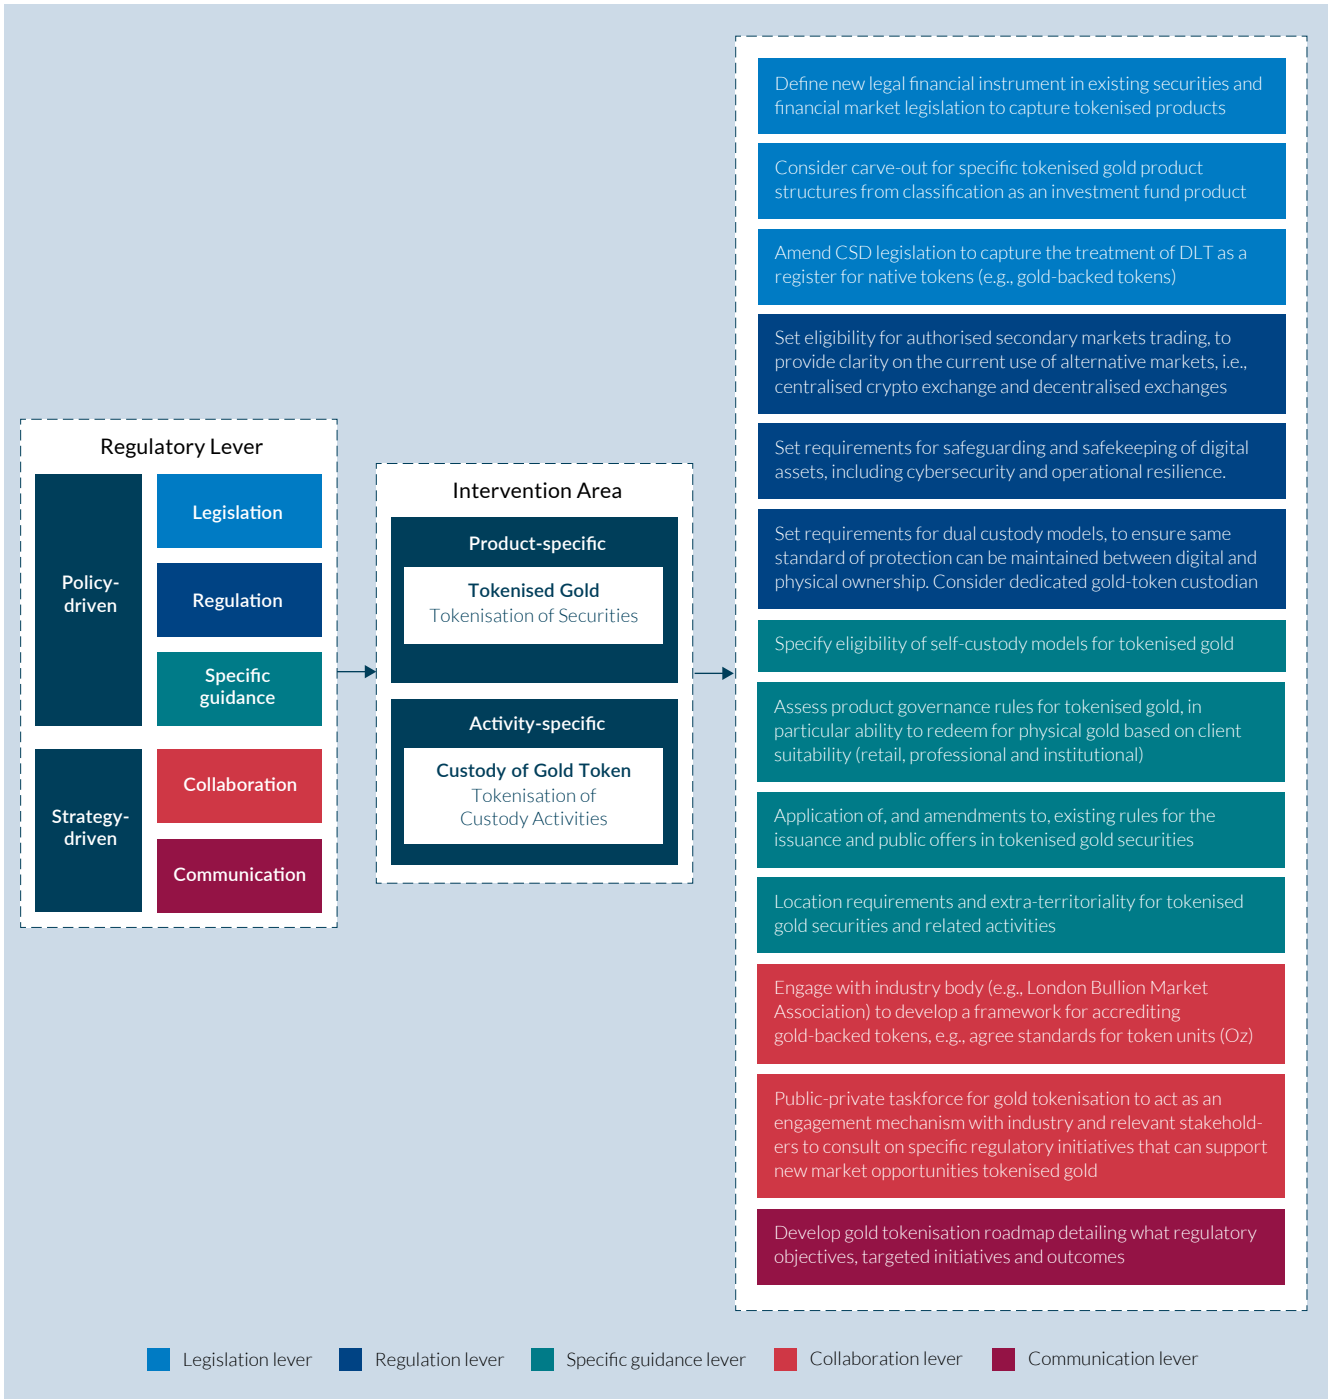 Regulatory Lever
Policy-
driven
Legislation
Regulation
Specific
guidance
Strategy-
driven
Collaboration
Communication
Intervention Area
Product-specific
Tokenised Gold
Tokenisation of Securities
Activity-specific
Custody of Gold Token
Tokenisation of
Custody Activities
Define new legal financial instrument in existing securities and
financial market legislation to capture tokenised products
Consider carve-out for specific tokenised gold product
structures from classification as an investment fund product
Amend CSD legislation to capture the treatment of DLT as a
register for native tokens (e.g., gold-backed tokens)
Set eligibility for authorised secondary markets trading, to
provide clarity on the current use of alternative markets, i.e.,
centralised crypto exchange and decentralised exchanges
Set requirements for safeguarding and safekeeping of digital
assets, including cybersecurity and operational resilience.
Set requirements for dual custody models, to ensure same
standard of protection can be maintained between digital and
physical ownership. Consider dedicated gold-token custodian
Specify eligibility of self-custody models for tokenised gold
Assess product governance rules for tokenised gold, in
particular ability to redeem for physical gold based on client
suitability (retail, professional and institutional)
Application of, and amendments to, existing rules for the
issuance and public offers in tokenised gold securities
Location requirements and extra-territoriality for tokenised
gold securities and related activities
Engage with industry body (e.g., London Bullion Market
Association) to develop a framework for accrediting
gold-backed tokens, e.g., agree standards for token units (Oz)
Public-private taskforce for gold tokenisation to act as an
engagement mechanism with industry and relevant stakehold-
ers to consult on specific regulatory initiatives that can support
new market opportunities tokenised gold
Develop gold tokenisation roadmap detailing what regulatory
objectives, targeted initiatives and outcomes
Legislation lever
Regulation lever
Specific guidance lever
Collaboration lever
Communication lever